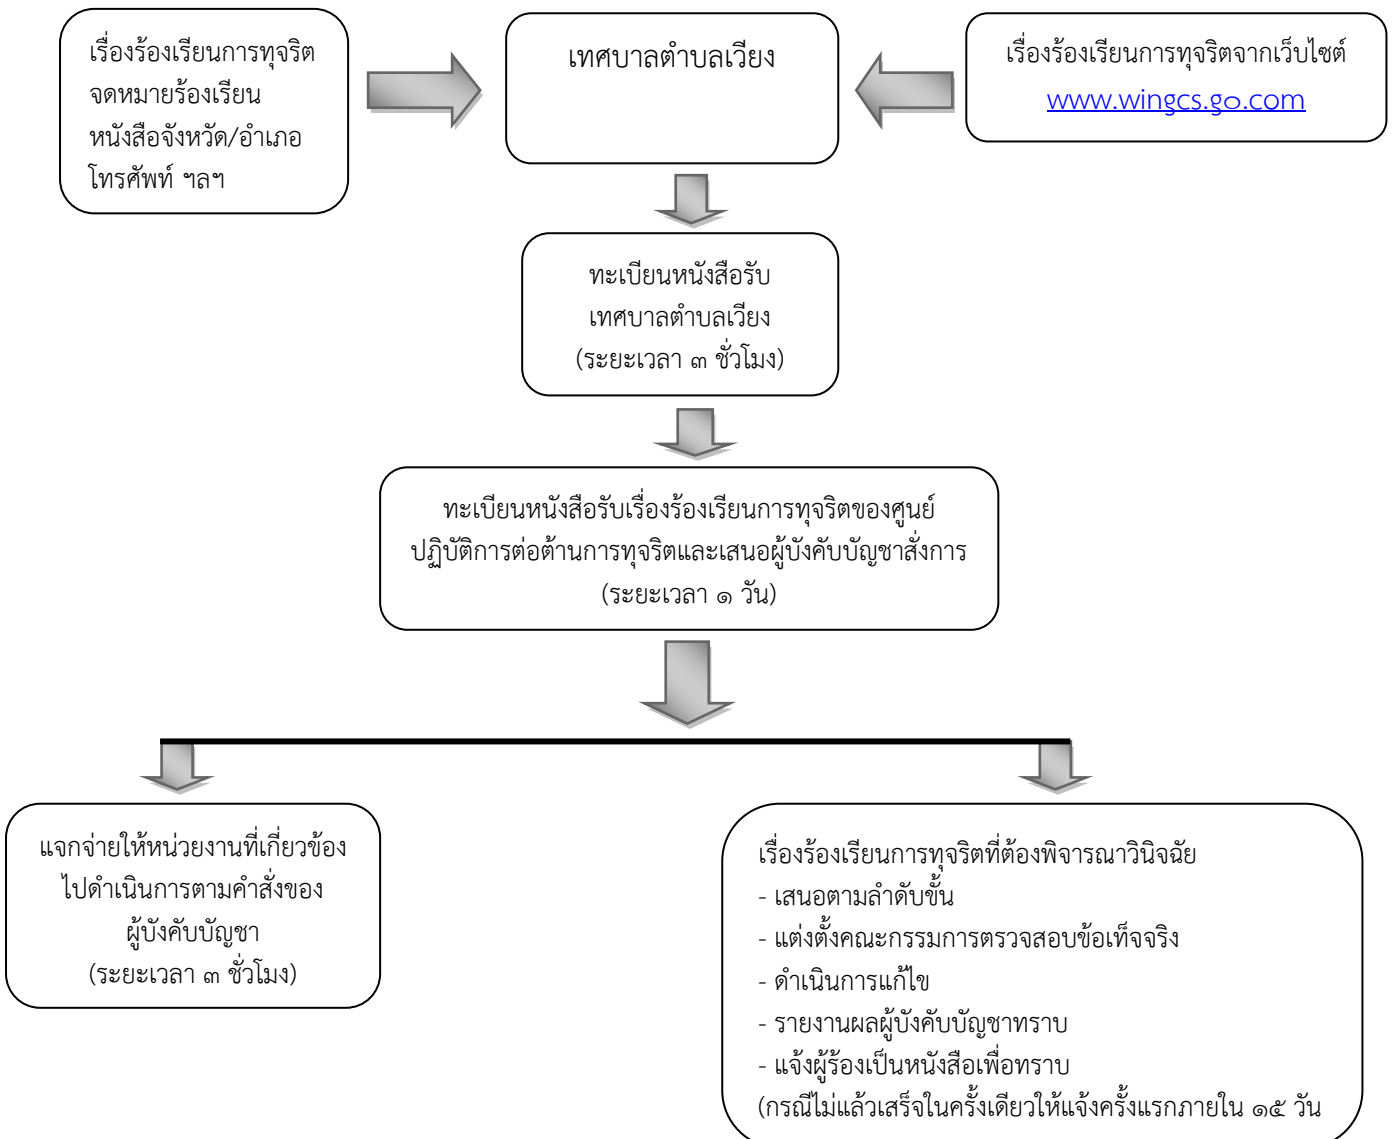 เรื่องร้องเรียนการทุจริต
จดหมายร้องเรียน
หนังสือจังหวัด/อำเภอ
โทรศัพท์ ฯลฯ
เทศบาลตำบลเวียง
เรื่องร้องเรียนการทุจริตจากเว็บไซต์
www.wingcs.go.com
ทะเบียนหนังสือรับ
เทศบาลตำบลเวียง
(ระยะเวลา ๓ ชั่วโมง)
ทะเบียนหนังสือรับเรื่องร้องเรียนการทุจริตของศูนย์
ปฏิบัติการต่อต้านการทุจริตและเสนอผู้บังคับบัญชาสั่งการ
(ระยะเวลา ๑ วัน)
แจกจ่ายให้หน่วยงานที่เกี่ยวข้อง
ไปดำเนินการตามคำสั่งของ
ผู้บังคับบัญชา
(ระยะเวลา ๓ ชั่วโมง)
เรื่องร้องเรียนการทุจริตที่ต้องพิจารณาวินิจฉัย
- เสนอตามลำดับขั้น
- แต่งตั้งคณะกรรมการตรวจสอบข้อเท็จจริง
- ดำเนินการแก้ไข
- รายงานผลผู้บังคับบัญชาทราบ
- แจ้งผู้ร้องเป็นหนังสือเพื่อทราบ
(กรณีไม่แล้วเสร็จในครั้งเดียวให้แจ้งครั้งแรกภายใน ๑๕ วัน